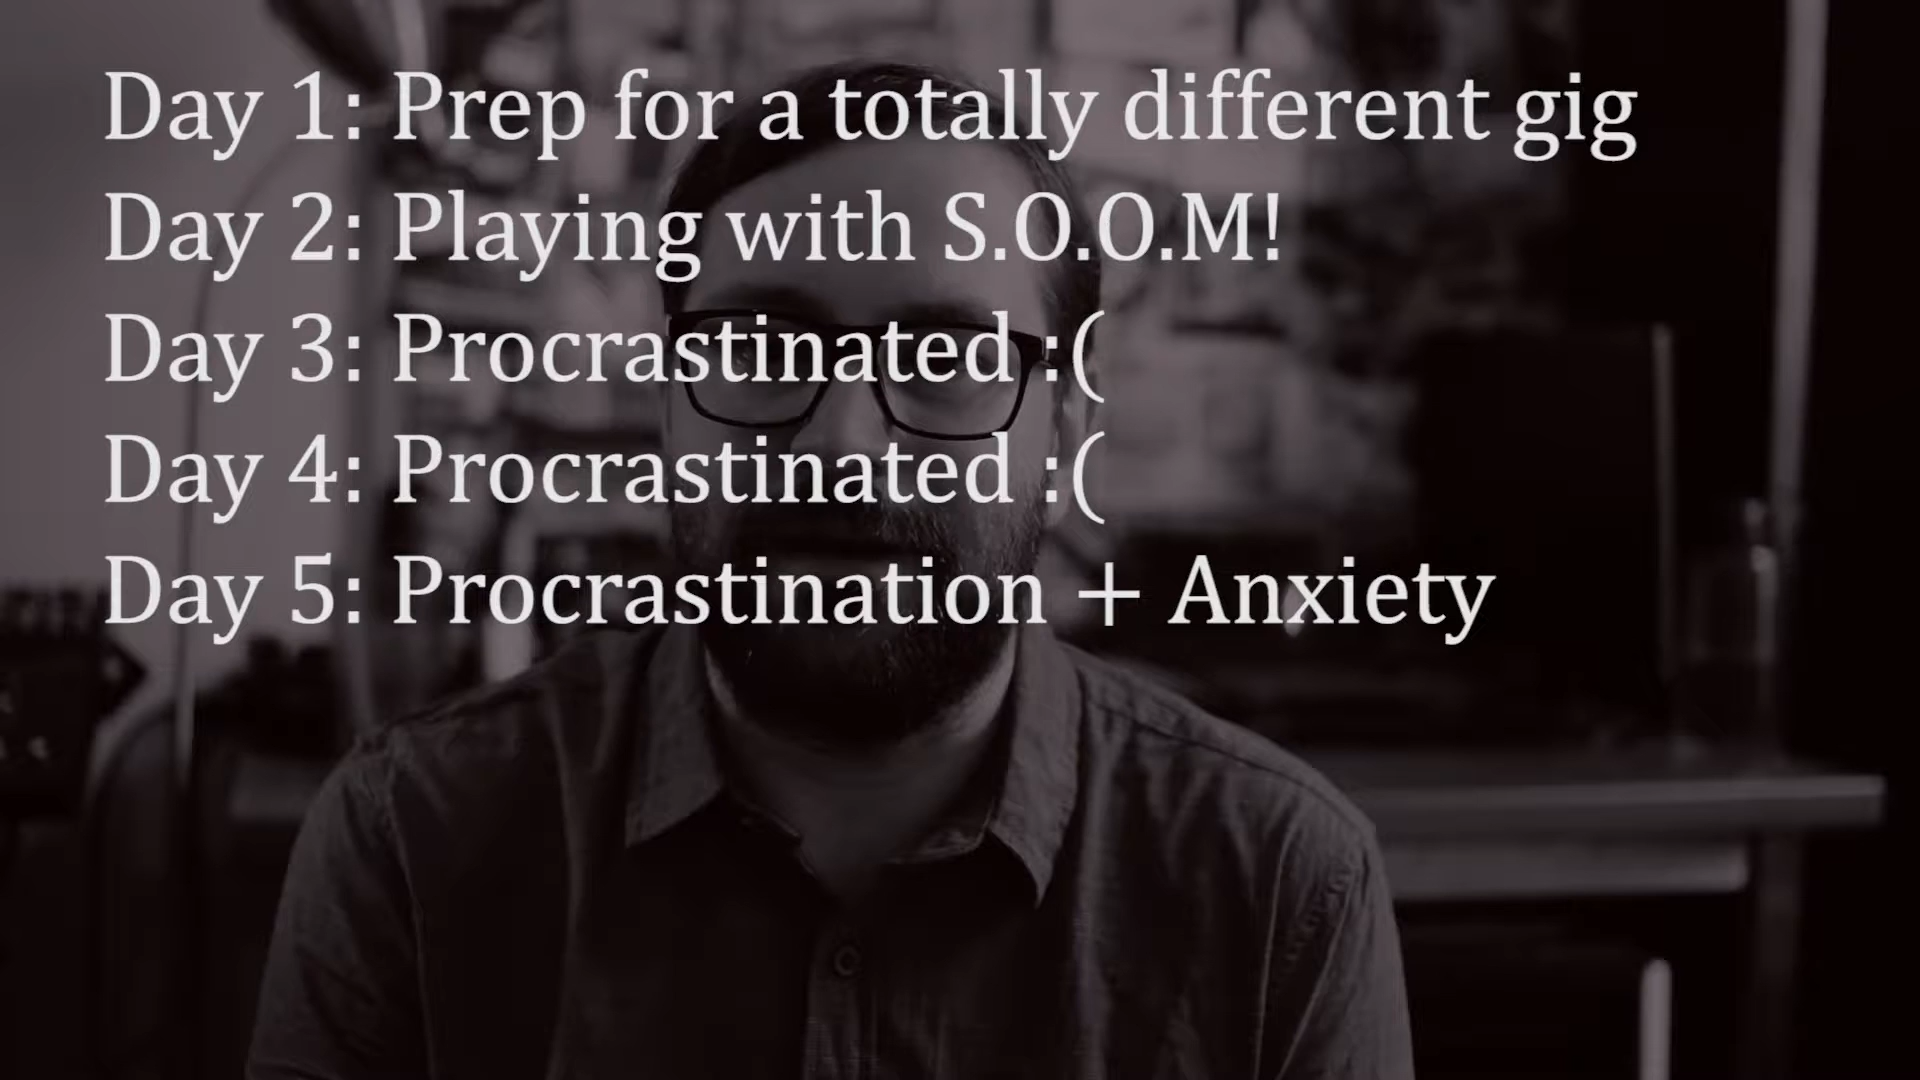 Day 1: Prep for a totally different gig
Day 2: Playing with S.O.O.M!
Day 3: Procrastinated :(
Day 4: Procrastinated :(
Day 5: Procrastination + Anxiety